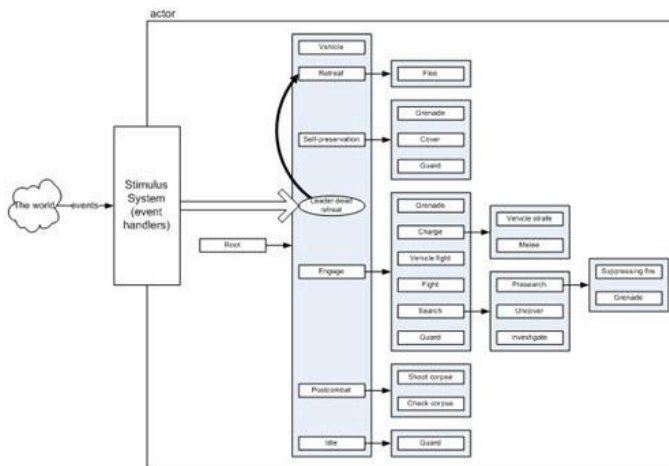 actor
Vehicle
Retreat
Flee
Self-preservation
Grenade
Cover
Guard
The world
events
Stimulus
System
(event
handlers)
Leader dead
retreat
Root
Engage
Grenade
Charge
Vehicle fight
Fight
Search
Guard
Vehicle strafe
Melee
Presearch
Uncover
Investigate
Suppressing fire
Grenade
Postcombat
Shoot corpse
Check corpse
Idle
Guard